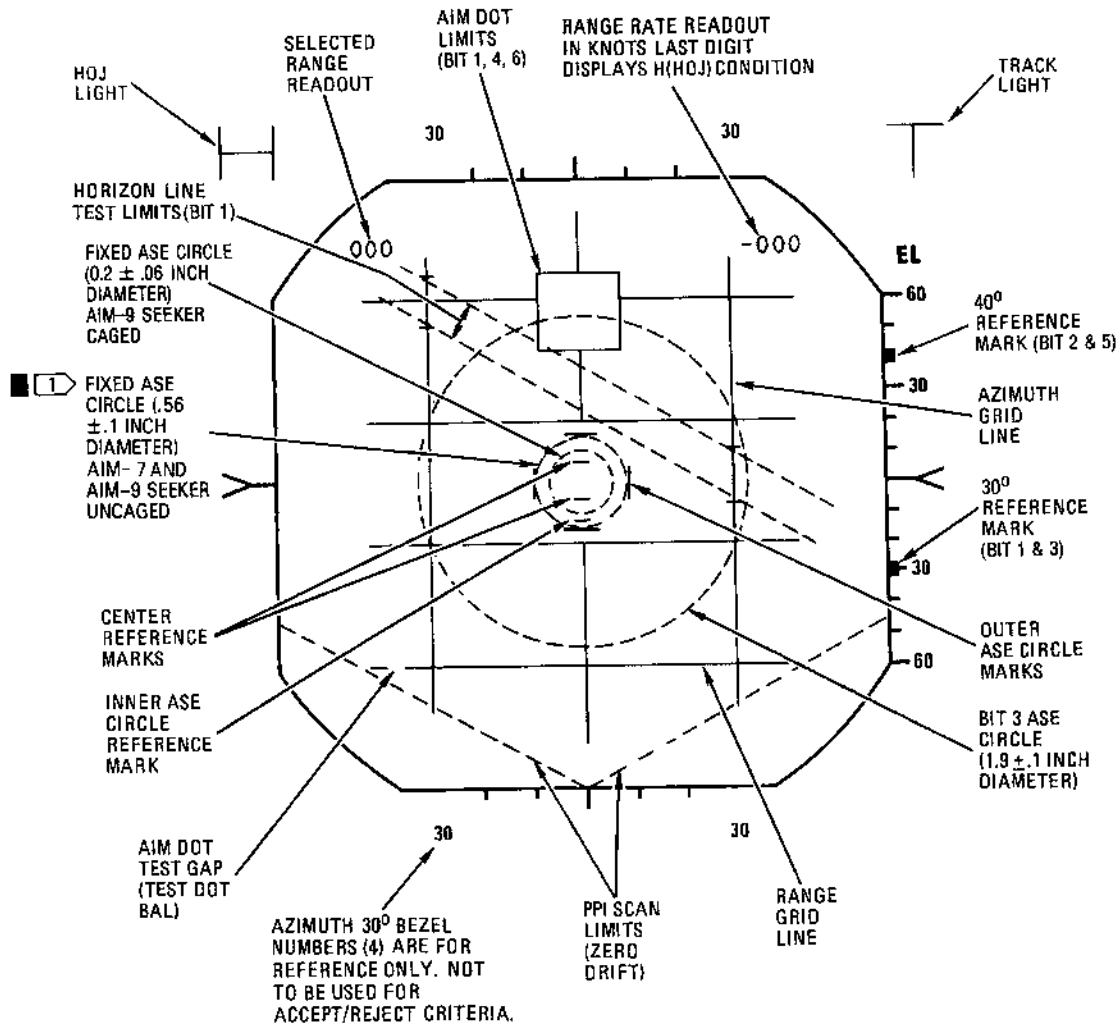 AIM DOT
LIMITS
(BIT 1, 4, 6)
RANGE RATE READOUT
IN KNOTS LAST DIGIT
DISPLAYS H(HOJ) CONDITION
SELECTED
RANGE
READOUT
HOJ
LIGHT
TRACK
LIGHT
30
30
HORIZON LINE
TEST LIMITS(BIT 1)
000
-000
FIXED ASE CIRCLE
(0.2 ± .06 INCH
DIAMETER)
AIM-9 SEEKER
CAGED
EL
60
40⁰
REFERENCE
MARK (BIT 2 & 5)
30
1
FIXED ASE
CIRCLE (.56
±.1 INCH
DIAMETER)
AIM-7 AND
AIM-9 SEEKER
UNCAGED
AZIMUTH
GRID
LINE
30⁰
REFERENCE
MARK
(BIT 1 & 3)
30
CENTER
REFERENCE
MARKS
OUTER
ASE CIRCLE
MARKS
60
INNER ASE
CIRCLE
REFERENCE
MARK
BIT 3 ASE
CIRCLE
(1.9 ±.1 INCH
DIAMETER)
30
30
AIM DOT
TEST GAP
(TEST DOT
BAL)
AZIMUTH 30⁰ BEZEL
NUMBERS (4) ARE FOR
REFERENCE ONLY. NOT
TO BE USED FOR
ACCEPT/REJECT CRITERIA.
PPI SCAN
LIMITS
(ZERO
DRIFT)
RANGE
GRID
LINE